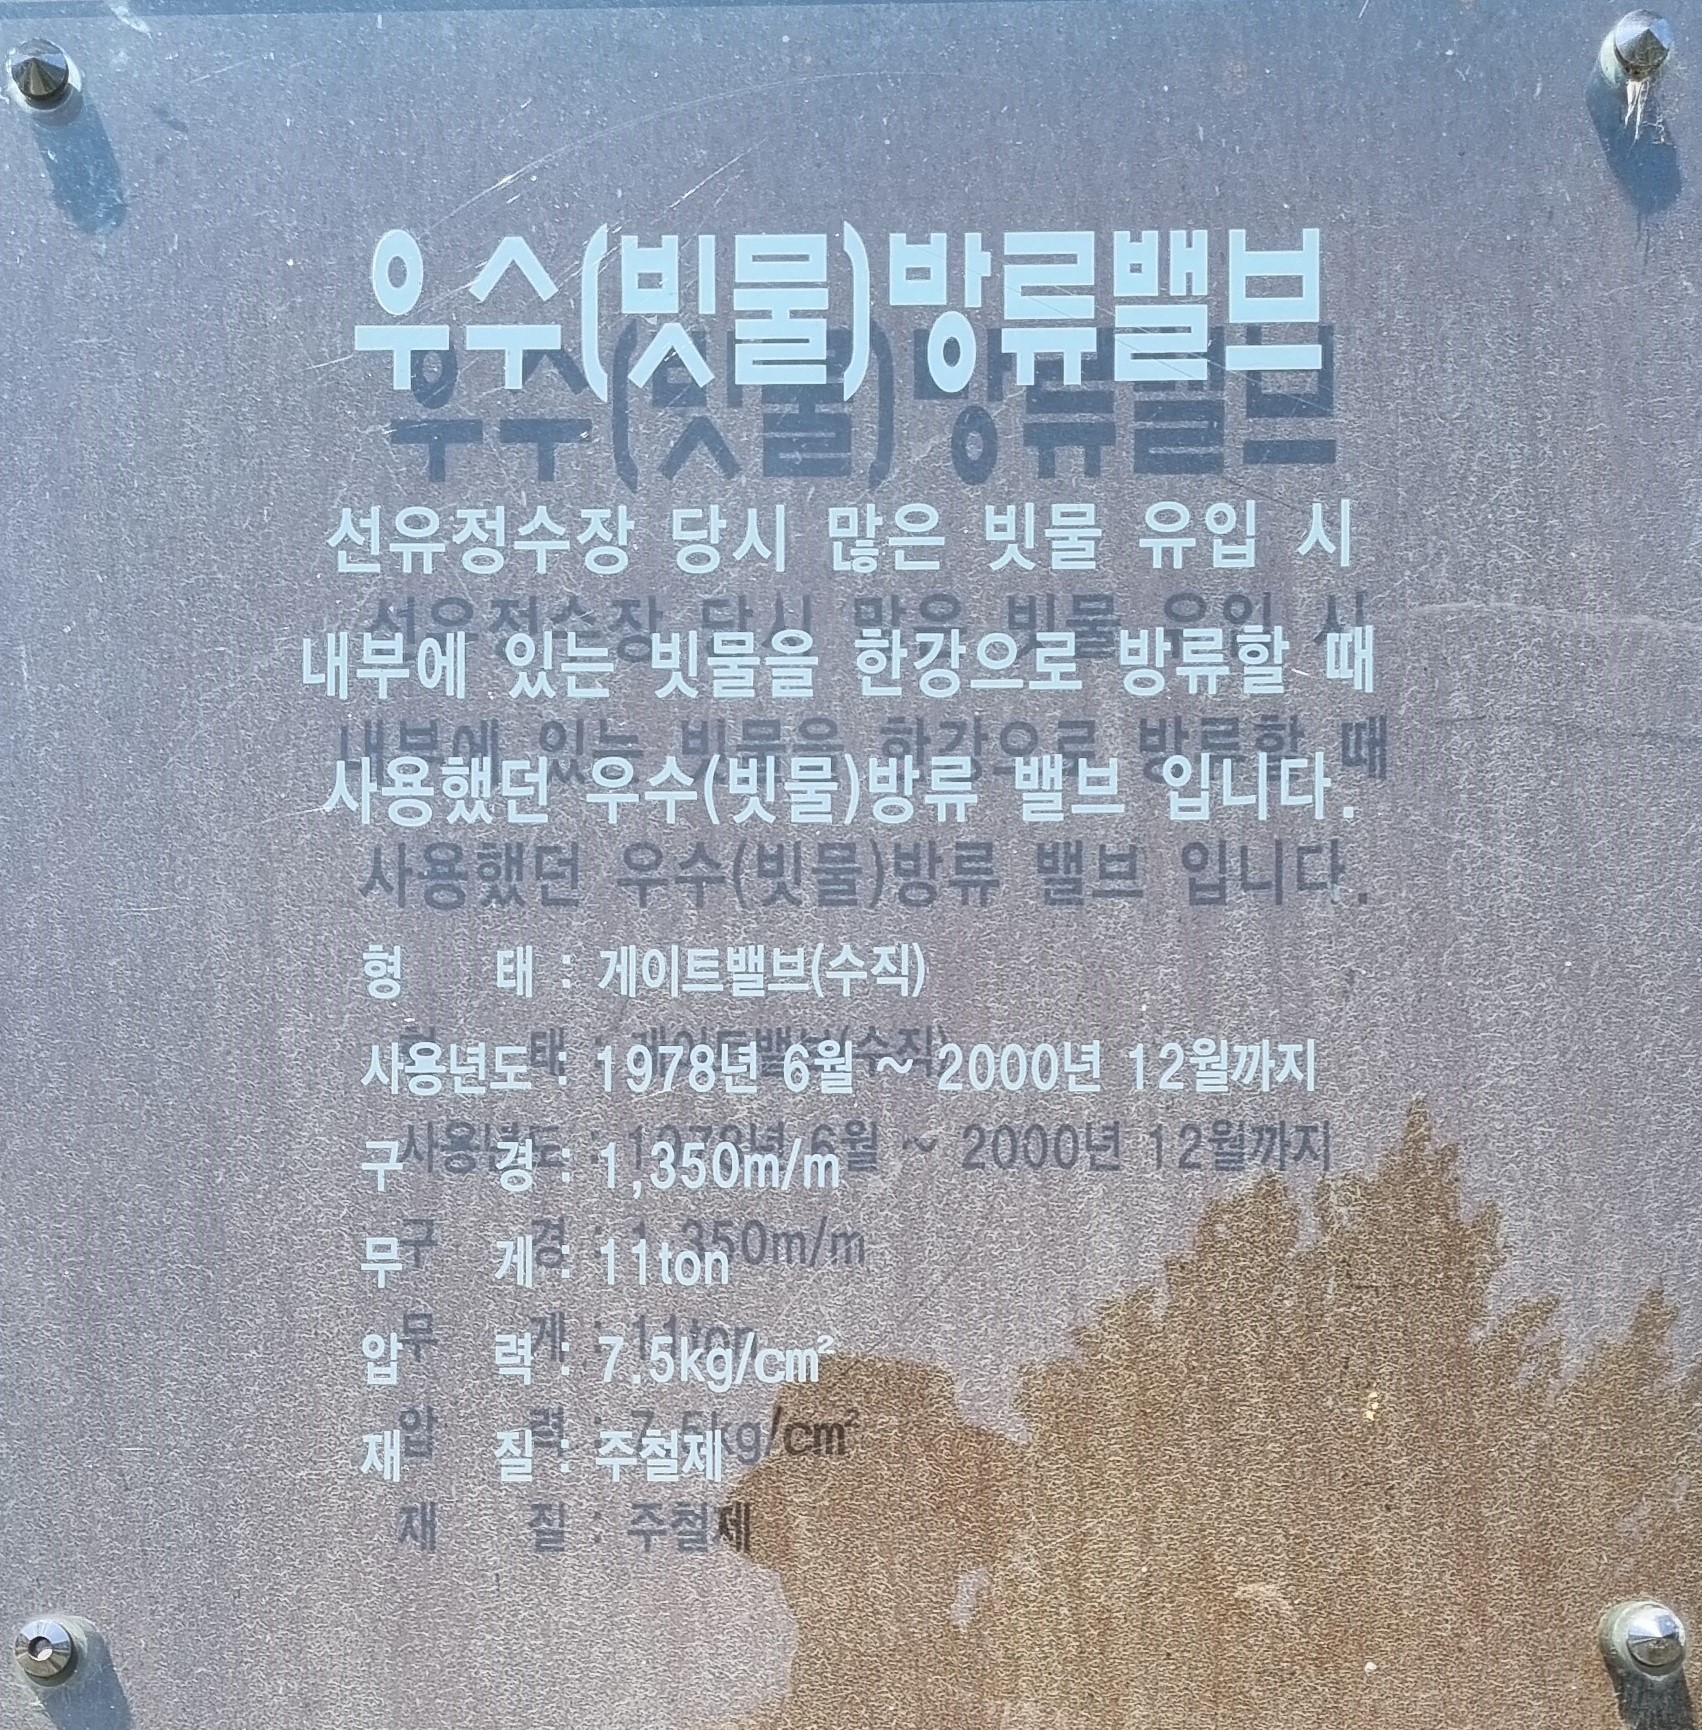 우수(빗물)방류밸브
선유정수장 당시 많은 빗물 유입 시
내부에 있는 빗물을 한강으로 방류할 때
사용했던 우수(빗물)방류 밸브 입니다.
형 태 : 게이트밸브(수직)
사용년도 : 1978년 6월 ~ 2000년 12월까지
구 경 : 1,350m/m
무 게 : 11ton
압 력 : 7.5kg/cm²
재 질 : 주철제